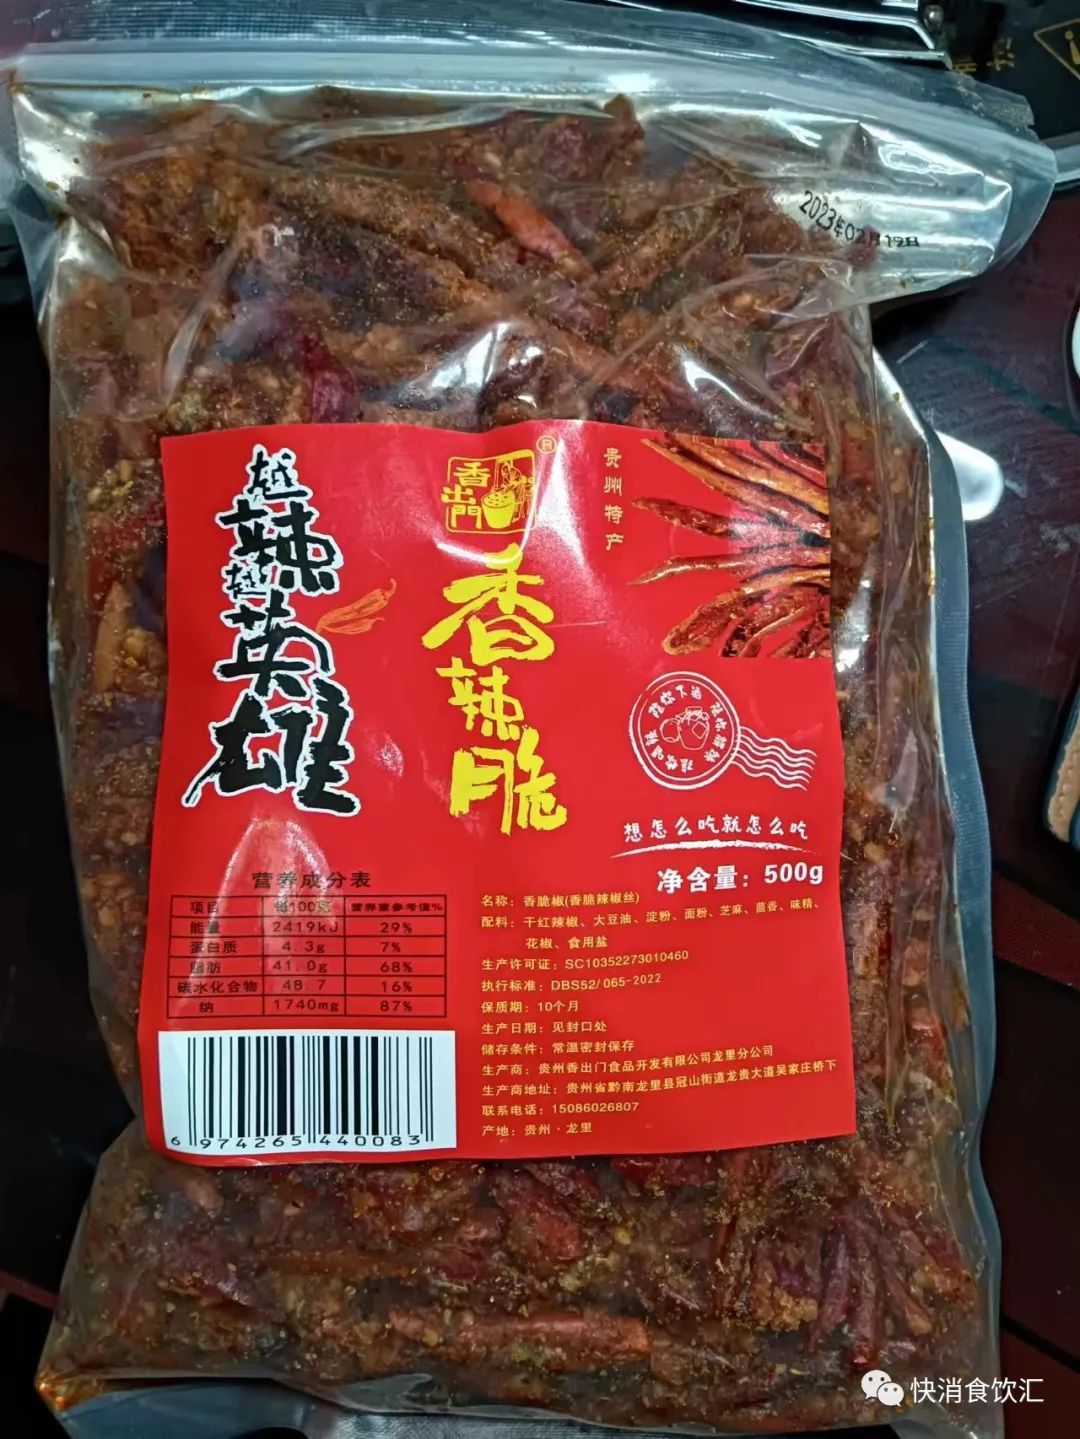 2023年02月19日
越
辣
越
英
雄
香出門
®
贵州特产
香
辣
脆
想怎么吃就怎么吃
净含量：500g
营养成分表
项目 每100克 营养素参考值%
能量 2419kJ 29%
蛋白质 4.3g 7%
脂肪 41.0g 68%
碳水化合物 48.7 16%
纳 1740mg 87%
6 974265 440083
名称：香脆椒(香脆辣椒丝)
配料：干红辣椒、大豆油、淀粉、面粉、芝麻、茴香、味精、
花椒、食用盐
生产许可证：SC10352273010460
执行标准：DBS52/065-2022
保质期：10个月
生产日期：见封口处
储存条件：常温密封保存
生产商：贵州香出门食品开发有限公司龙里分公司
生产商地址：贵州省黔南龙里县冠山街道龙贵大道吴家庄桥下
联系电话：15086026807
产地：贵州·龙里
快消食饮汇